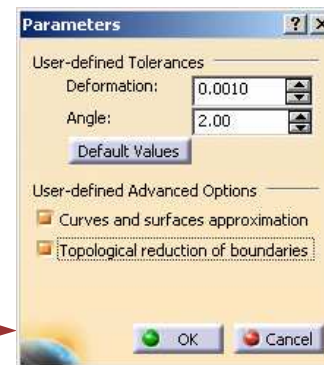 Parameters ? x
User-defined Tolerances
Deformation: 0.0010
Angle: 2.00
Default Values
User-defined Advanced Options
Curves and surfaces approximation
Topological reduction of boundaries
OK Cancel